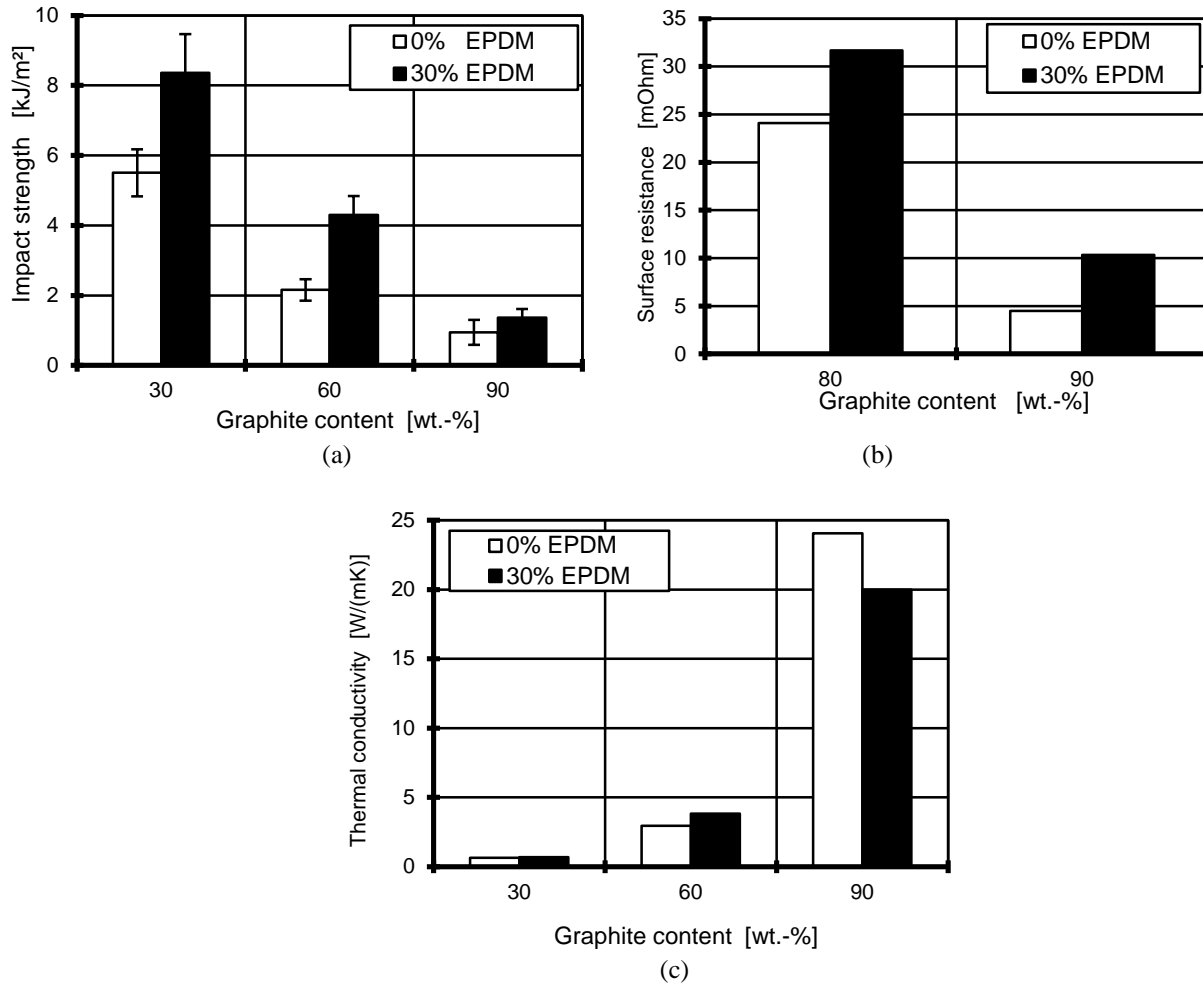 Impact strength [kJ/m²]
10
8
6
4
2
0
0% EPDM
30% EPDM
30 60 90
Graphite content [wt.-%]
(a)
Surface resistance [mOhm]
35
30
25
20
15
10
5
0
0% EPDM
30% EPDM
80 90
Graphite content [wt.-%]
(b)
Thermal conductivity [W/(mK)]
25
20
15
10
5
0
0% EPDM
30% EPDM
30 60 90
Graphite content [wt.-%]
(c)